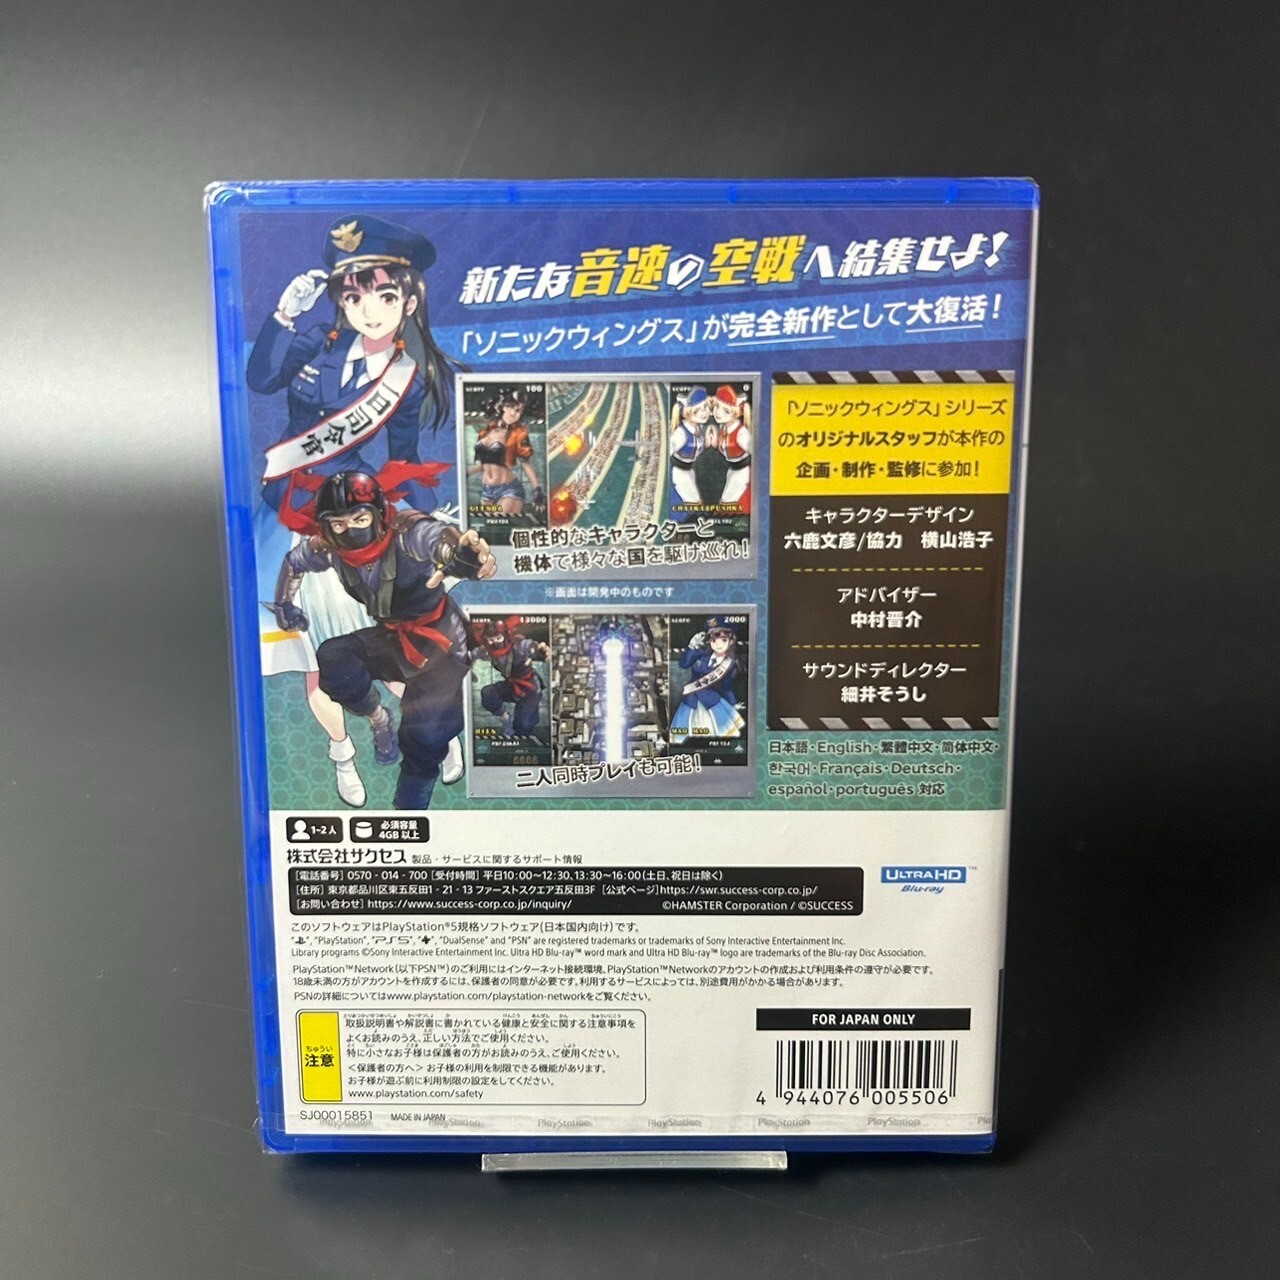 新たな音速の空戦へ結集せよ!
「ソニックウィングス」が完全新作として大復活!
一日司令官
SCORE 100
SCORE 0
GLENDA
CHAIKA&PUSHKA
個性的なキャラクターと
機体で様々な国を駆け巡れ!
※画面は開発中のものです
SCORE 13000
SCORE 2000
HIEN
MAO MAO
二人同時プレイも可能!
「ソニックウィングス」シリーズ
のオリジナルスタッフが本作の
企画・制作・監修に参加!
キャラクターデザイン
六鹿文彦/協力 横山浩子
アドバイザー
中村晋介
サウンドディレクター
細井そうし
日本語・English・繁體中文・简体中文・
한국어・Français・Deutsch・
español・português 対応
1~2人
必須容量
4GB以上
株式会社サクセス 製品・サービスに関するサポート情報
[電話番号] 0570-014-700 [受付時間] 平日10:00~12:30、13:30~16:00(土日、祝日は除く)
[住所] 東京都品川区東五反田1-21-13 ファーストスクエア五反田3F [公式ページ]https://swr.success-corp.co.jp/
[お問い合わせ] https://www.success-corp.co.jp/inquiry/ ©HAMSTER Corporation / ©SUCCESS
ULTRA HD
Blu-ray™
このソフトウェアはPlayStation®5規格ソフトウェア(日本国内向け)です。
"PlayStation", "PS5", "DualSense" and "PSN" are registered trademarks or trademarks of Sony Interactive Entertainment Inc.
Library programs ©Sony Interactive Entertainment Inc. Ultra HD Blu-ray™ word mark and Ultra HD Blu-ray™ logo are trademarks of the Blu-ray Disc Association.
PlayStation™Network(以下PSN™)のご利用にはインターネット接続環境、PlayStation™Networkのアカウントの作成および利用条件の遵守が必要です。
18歳未満の方がアカウントを作成するには、保護者の同意が必要です。利用するサービスによっては、別途費用がかかる場合があります。
PSNの詳細についてはwww.playstation.com/playstation-networkをご覧ください。
ちゅうい
注意
取扱説明書や解説書に書かれている健康と安全に関する注意事項を
よくお読みのうえ、正しい方法でご使用ください。
特に小さなお子様は保護者の方がお読みのうえ、ご使用ください。
<保護者の方へ> お子様の利用を制限できる機能があります。
お子様が遊ぶ前に利用制限の設定をしてください。
www.playstation.com/safety
FOR JAPAN ONLY
4 944076 005506
SJ00015851 MADE IN JAPAN
PlayStation PlayStation PlayStation PlayStation PlayStation PlayStation